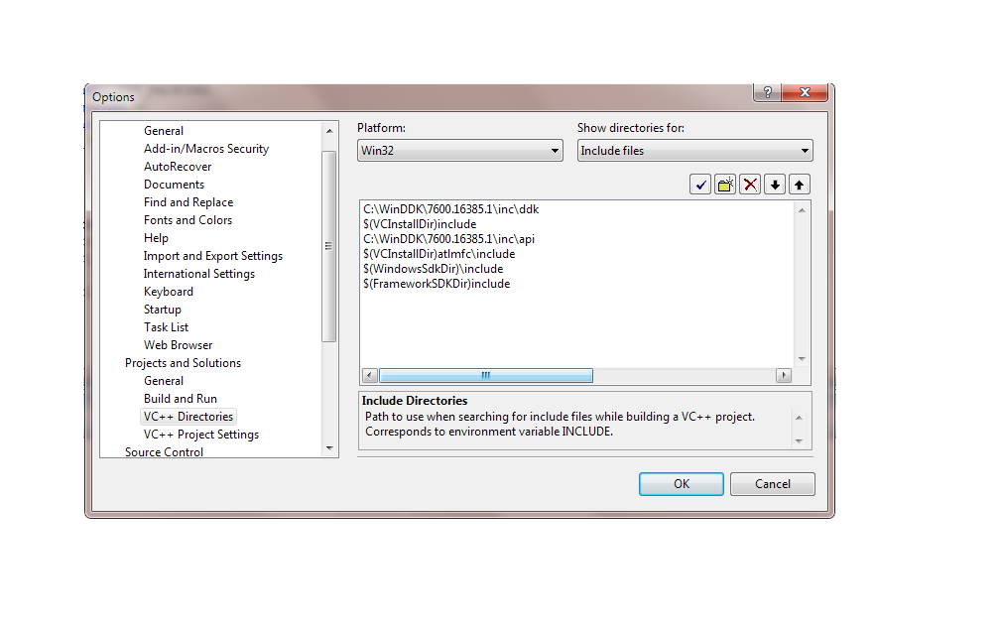 Options
?
General
Add-in/Macros Security
AutoRecover
Documents
Find and Replace
Fonts and Colors
Help
Import and Export Settings
International Settings
Keyboard
Startup
Task List
Web Browser
Projects and Solutions
General
Build and Run
VC++ Directories
VC++ Project Settings
Source Control
Platform:
Win32
Show directories for:
Include files
C:\WinDDK\7600.16385.1\inc\ddk
$(VCInstallDir)include
C:\WinDDK\7600.16385.1\inc\api
$(VCInstallDir)atlmfc\include
$(WindowsSdkDir)\include
$(FrameworkSDKDir)include
Include Directories
Path to use when searching for include files while building a VC++ project.
Corresponds to environment variable INCLUDE.
OK
Cancel